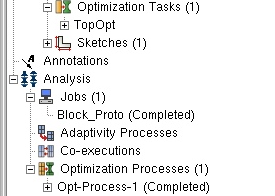 Optimization Tasks (1)
TopOpt
Sketches (1)
Annotations
Analysis
Jobs (1)
Block_Proto (Completed)
Adaptivity Processes
Co-executions
Optimization Processes (1)
Opt-Process-1 (Completed)